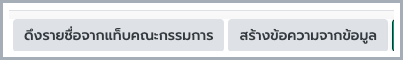 ดึงรายชื่อจากแท็บคณะกรรมการ
สร้างข้อความจากข้อมูล